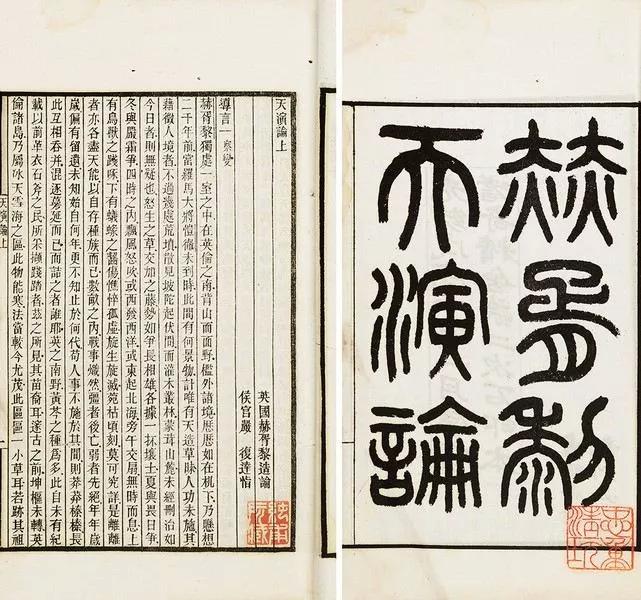 赫胥黎
天演論
天演論上
英國赫胥黎造論
侯官嚴 復達恉
導言一 察變
赫胥黎獨處一室之中在英倫之南背山而面野檻外諸境歷歷如在机下乃懸想
二千年前當羅馬大將愷徹未到時此間有何景物計唯有天造草昧人功未施其
藉徵人境者不過幾處荒墳散見坡陀起伏間而灌木叢林蒙茸山麓未經刪治如
今日者則無疑也怒生之草交加之藤勢如爭長相雄各據一抔壤土夏與畏日爭
冬與嚴霜爭四時之內飄風怒吹或西發西洋或東起北海旁午交扇無時而息上
有鳥獸之踐啄下有蟻蝝之齧傷憔悴孤虛旋生旋滅菀枯頃刻莫可究詳是離離
者亦各盡天能以自存種族而已數畝之內戰事熾然彊者後亡弱者先絕年年歲
歲偏有留遺未知始自何年更不知止於何代苟人事不施於其間則莽莽榛榛長
此互相吞并混逐蔓延而已而詰之者誰耶英之南野黃芩之種爲多此自未有紀
載以前革衣石斧之民所采擷踐踏者茲之所見其苗裔耳邃古之前坤樞未轉英
倫諸島乃屬冰天雪海之區此物能寒法當較今尤茂此區區一小草耳若跡其祖
天演論上